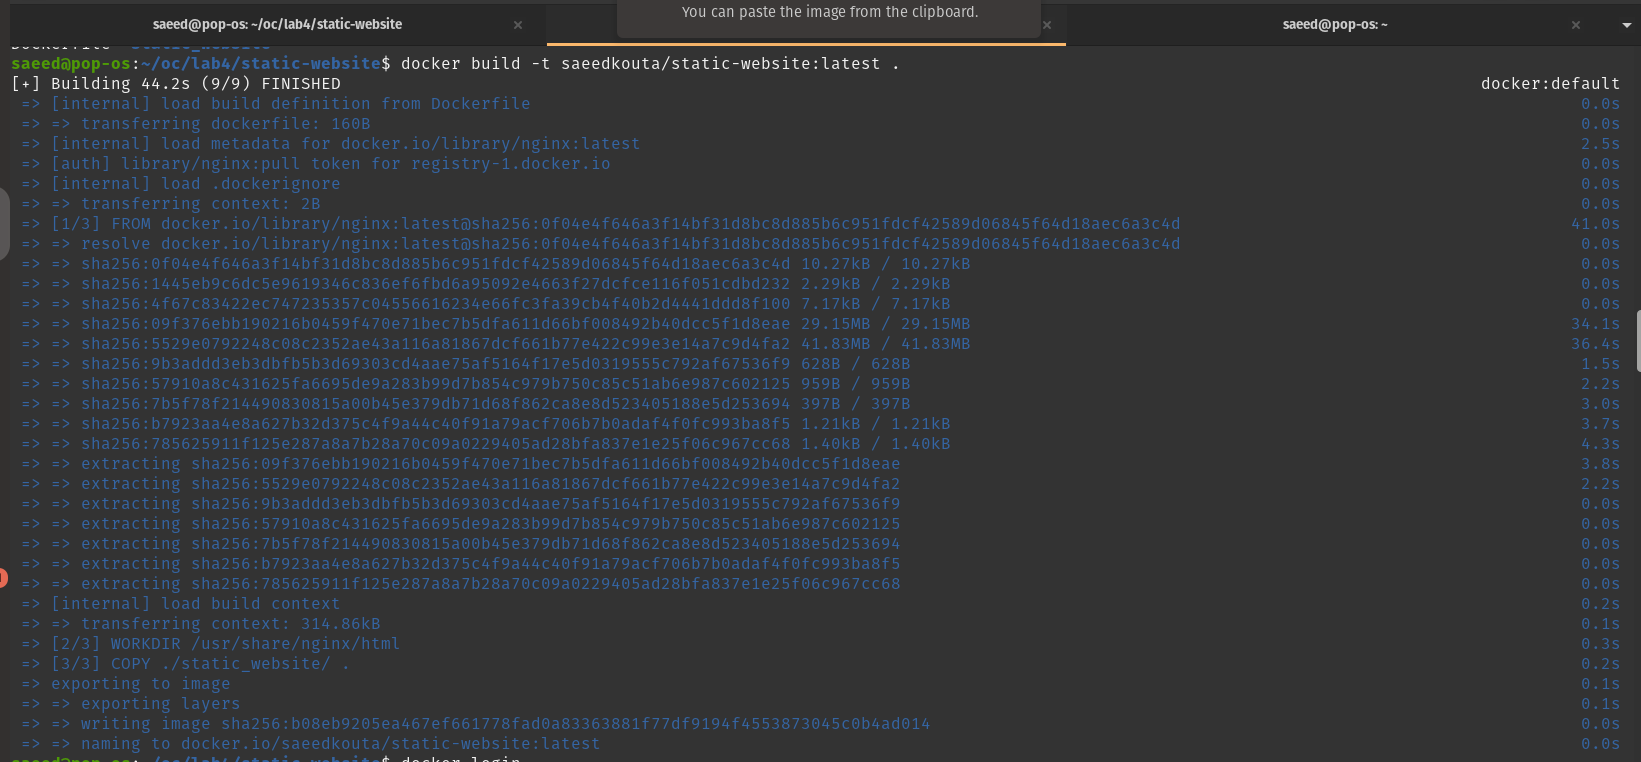 You can paste the image from the clipboard.
saeed@pop-os: ~/oc/lab4/static-website × × saeed@pop-os: ~ ×
Dockerfile static_website
saeed@pop-os:~/oc/lab4/static-website$ docker build -t saeedkouta/static-website:latest .
[+] Building 44.2s (9/9) FINISHED docker:default
=> [internal] load build definition from Dockerfile 0.0s
=> => transferring dockerfile: 160B 0.0s
=> [internal] load metadata for docker.io/library/nginx:latest 2.5s
=> [auth] library/nginx:pull token for registry-1.docker.io 0.0s
=> [internal] load .dockerignore 0.0s
=> => transferring context: 2B 0.0s
=> [1/3] FROM docker.io/library/nginx:latest@sha256:0f04e4f646a3f14bf31d8bc8d885b6c951fdcf42589d06845f64d18aec6a3c4d 41.0s
=> => resolve docker.io/library/nginx:latest@sha256:0f04e4f646a3f14bf31d8bc8d885b6c951fdcf42589d06845f64d18aec6a3c4d 0.0s
=> => sha256:0f04e4f646a3f14bf31d8bc8d885b6c951fdcf42589d06845f64d18aec6a3c4d 10.27kB / 10.27kB 0.0s
=> => sha256:1445eb9c6dc5e9619346c836ef6fbd6a95092e4663f27dcfce116f051cdbd232 2.29kB / 2.29kB 0.0s
=> => sha256:4f67c83422ec747235357c04556616234e66fc3fa39cb4f40b2d4441ddd8f100 7.17kB / 7.17kB 0.0s
=> => sha256:09f376ebb190216b0459f470e71bec7b5dfa611d66bf008492b40dcc5f1d8eae 29.15MB / 29.15MB 34.1s
=> => sha256:5529e0792248c08c2352ae43a116a81867dcf661b77e422c99e3e14a7c9d4fa2 41.83MB / 41.83MB 36.4s
=> => sha256:9b3addd3eb3dbfb5b3d69303cd4aae75af5164f17e5d0319555c792af67536f9 628B / 628B 1.5s
=> => sha256:57910a8c431625fa6695de9a283b99d7b854c979b750c85c51ab6e987c602125 959B / 959B 2.2s
=> => sha256:7b5f78f214490830815a00b45e379db71d68f862ca8e8d523405188e5d253694 397B / 397B 3.0s
=> => sha256:b7923aa4e8a627b32d375c4f9a44c40f91a79acf706b7b0adaf4f0fc993ba8f5 1.21kB / 1.21kB 3.7s
=> => sha256:785625911f125e287a8a7b28a70c09a0229405ad28bfa837e1e25f06c967cc68 1.40kB / 1.40kB 4.3s
=> => extracting sha256:09f376ebb190216b0459f470e71bec7b5dfa611d66bf008492b40dcc5f1d8eae 3.8s
=> => extracting sha256:5529e0792248c08c2352ae43a116a81867dcf661b77e422c99e3e14a7c9d4fa2 2.2s
=> => extracting sha256:9b3addd3eb3dbfb5b3d69303cd4aae75af5164f17e5d0319555c792af67536f9 0.0s
=> => extracting sha256:57910a8c431625fa6695de9a283b99d7b854c979b750c85c51ab6e987c602125 0.0s
=> => extracting sha256:7b5f78f214490830815a00b45e379db71d68f862ca8e8d523405188e5d253694 0.0s
=> => extracting sha256:b7923aa4e8a627b32d375c4f9a44c40f91a79acf706b7b0adaf4f0fc993ba8f5 0.0s
=> => extracting sha256:785625911f125e287a8a7b28a70c09a0229405ad28bfa837e1e25f06c967cc68 0.0s
=> [internal] load build context 0.2s
=> => transferring context: 314.86kB 0.1s
=> [2/3] WORKDIR /usr/share/nginx/html 0.3s
=> [3/3] COPY ./static_website/ . 0.2s
=> exporting to image 0.1s
=> => exporting layers 0.1s
=> => writing image sha256:b08eb9205ea467ef661778fad0a83363881f77df9194f4553873045c0b4ad014 0.0s
=> => naming to docker.io/saeedkouta/static-website:latest 0.0s
saeed@pop-os:~/oc/lab4/static-website$ docker login